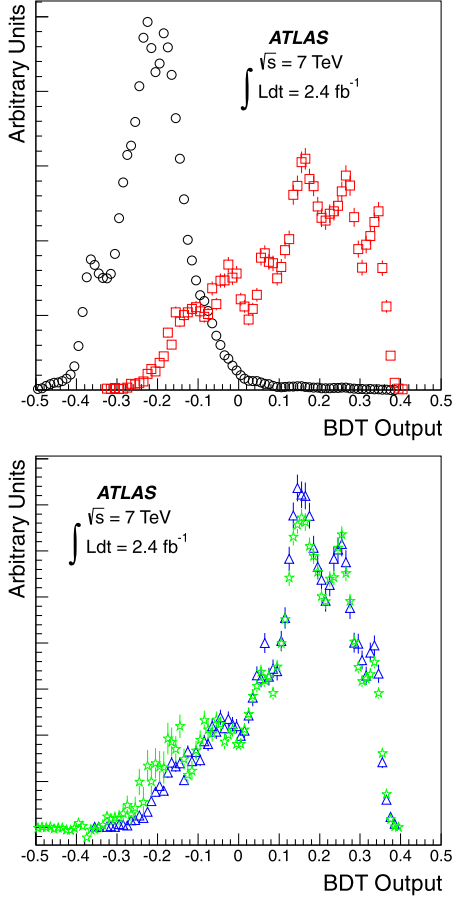 Arbitrary Units
ATLAS
√s = 7 TeV
∫ Ldt = 2.4 fb⁻¹
-0.5 -0.4 -0.3 -0.2 -0.1 0 0.1 0.2 0.3 0.4 0.5
BDT Output
Arbitrary Units
ATLAS
√s = 7 TeV
∫ Ldt = 2.4 fb⁻¹
-0.5 -0.4 -0.3 -0.2 -0.1 0 0.1 0.2 0.3 0.4 0.5
BDT Output